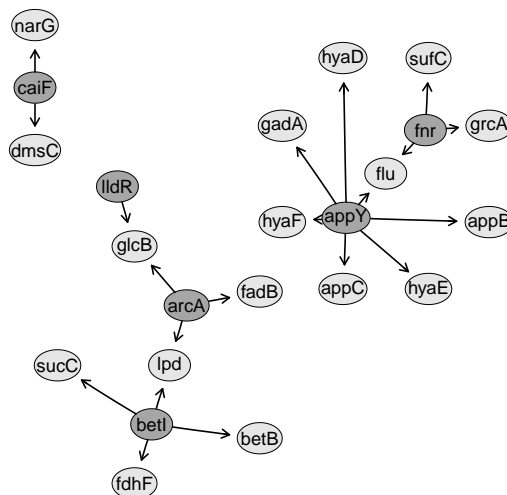 narG
hyaD
sufC
caiF
gadA
fnr
grcA
dmsC
flu
lldR
hyaF
appY
appB
glcB
appC
hyaE
arcA
fadB
sucC
lpd
betI
betB
fdhF